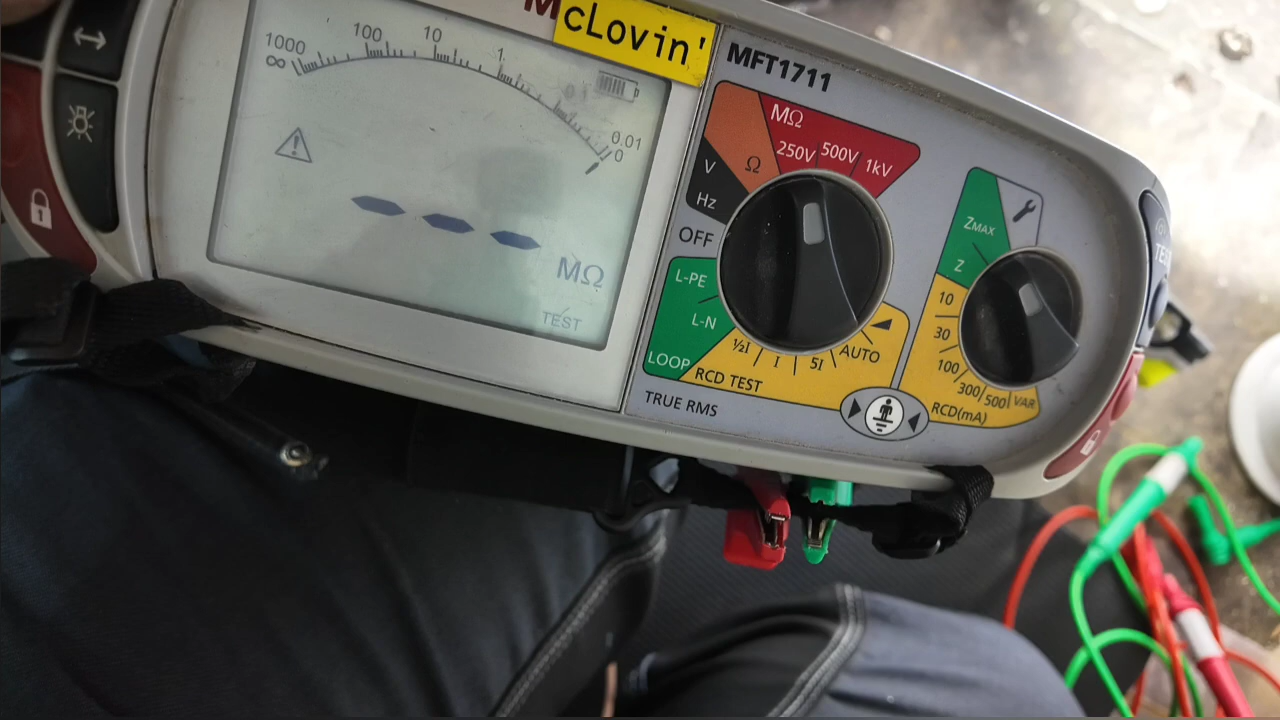 McLovin'
MFT1711
1000
100
10
1
0
∞
0.01
0
MΩ
TEST
MΩ
250V
500V
1kV
Ω
V
Hz
OFF
L-PE
L-N
LOOP
½I
I
5I
AUTO
RCD TEST
TRUE RMS
ZMAX
Z
10
30
100
300/500
VAR
RCD(mA)